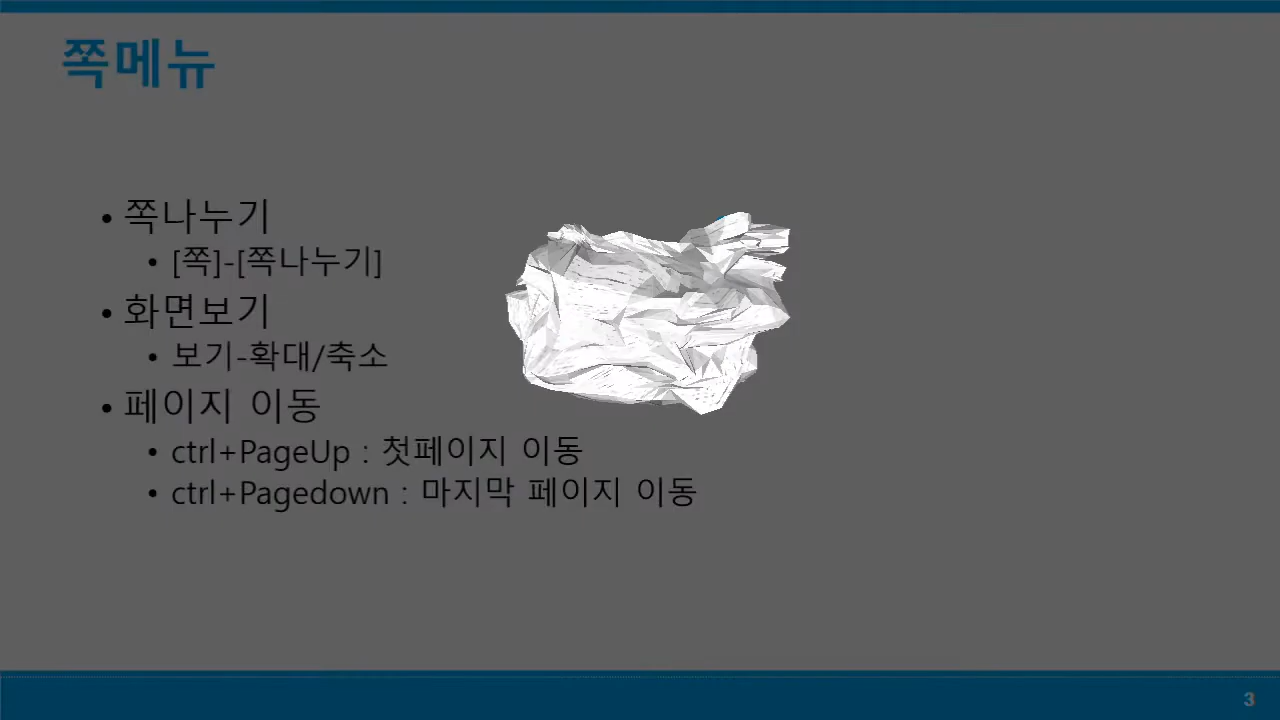 쪽메뉴
• 쪽나누기
• [쪽]-[쪽나누기]
• 화면보기
• 보기-확대/축소
• 페이지 이동
• ctrl+PageUp : 첫페이지 이동
• ctrl+Pagedown : 마지막 페이지 이동
3